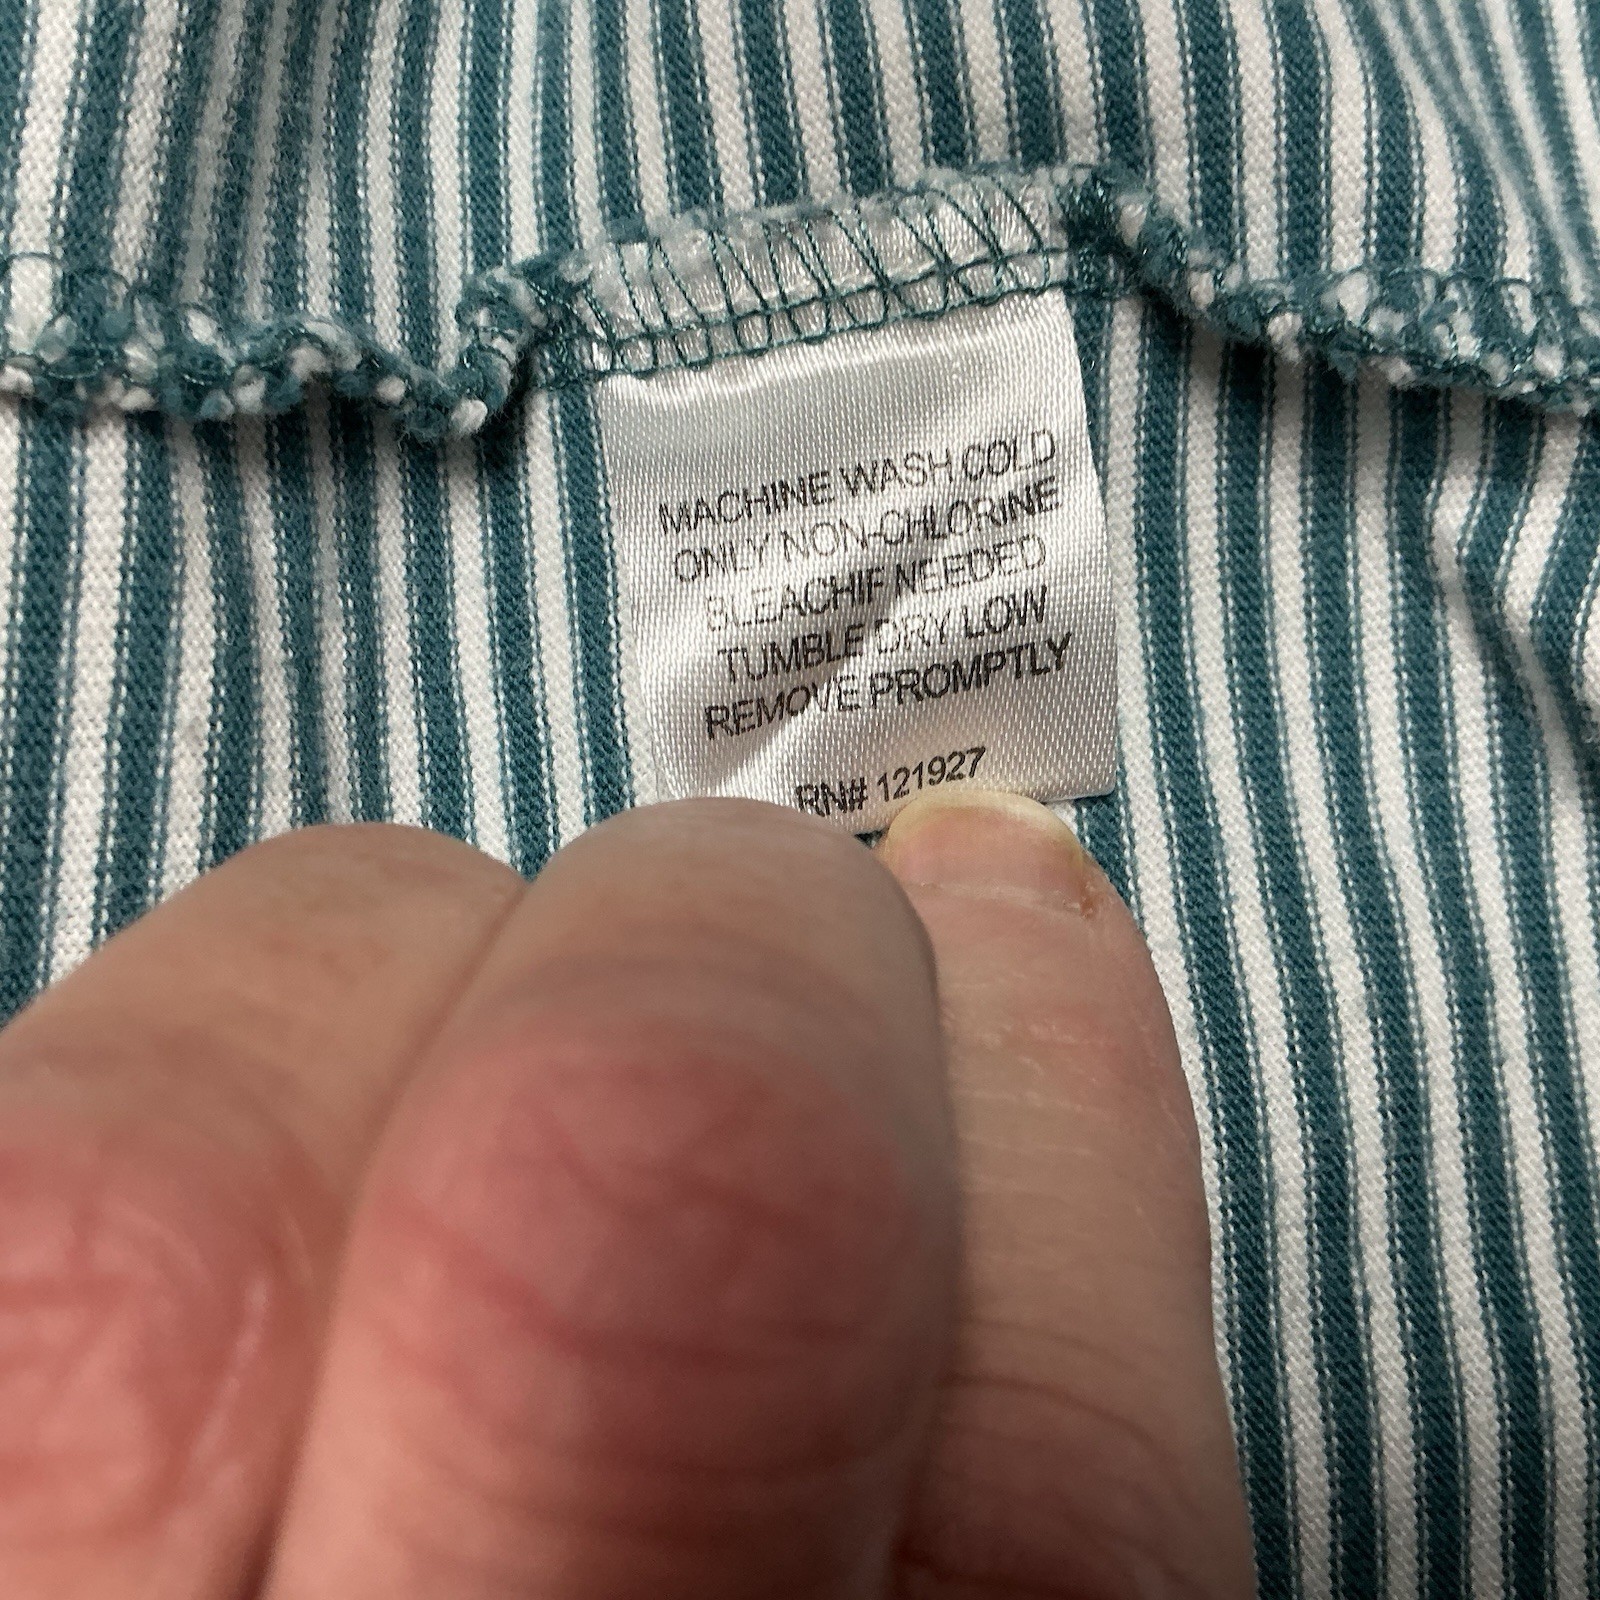 MACHINE WASH COLD
ONLY NON-CHLORINE
BLEACHIF NEEDED
TUMBLE DRY LOW
REMOVE PROMPTLY
RN# 121927